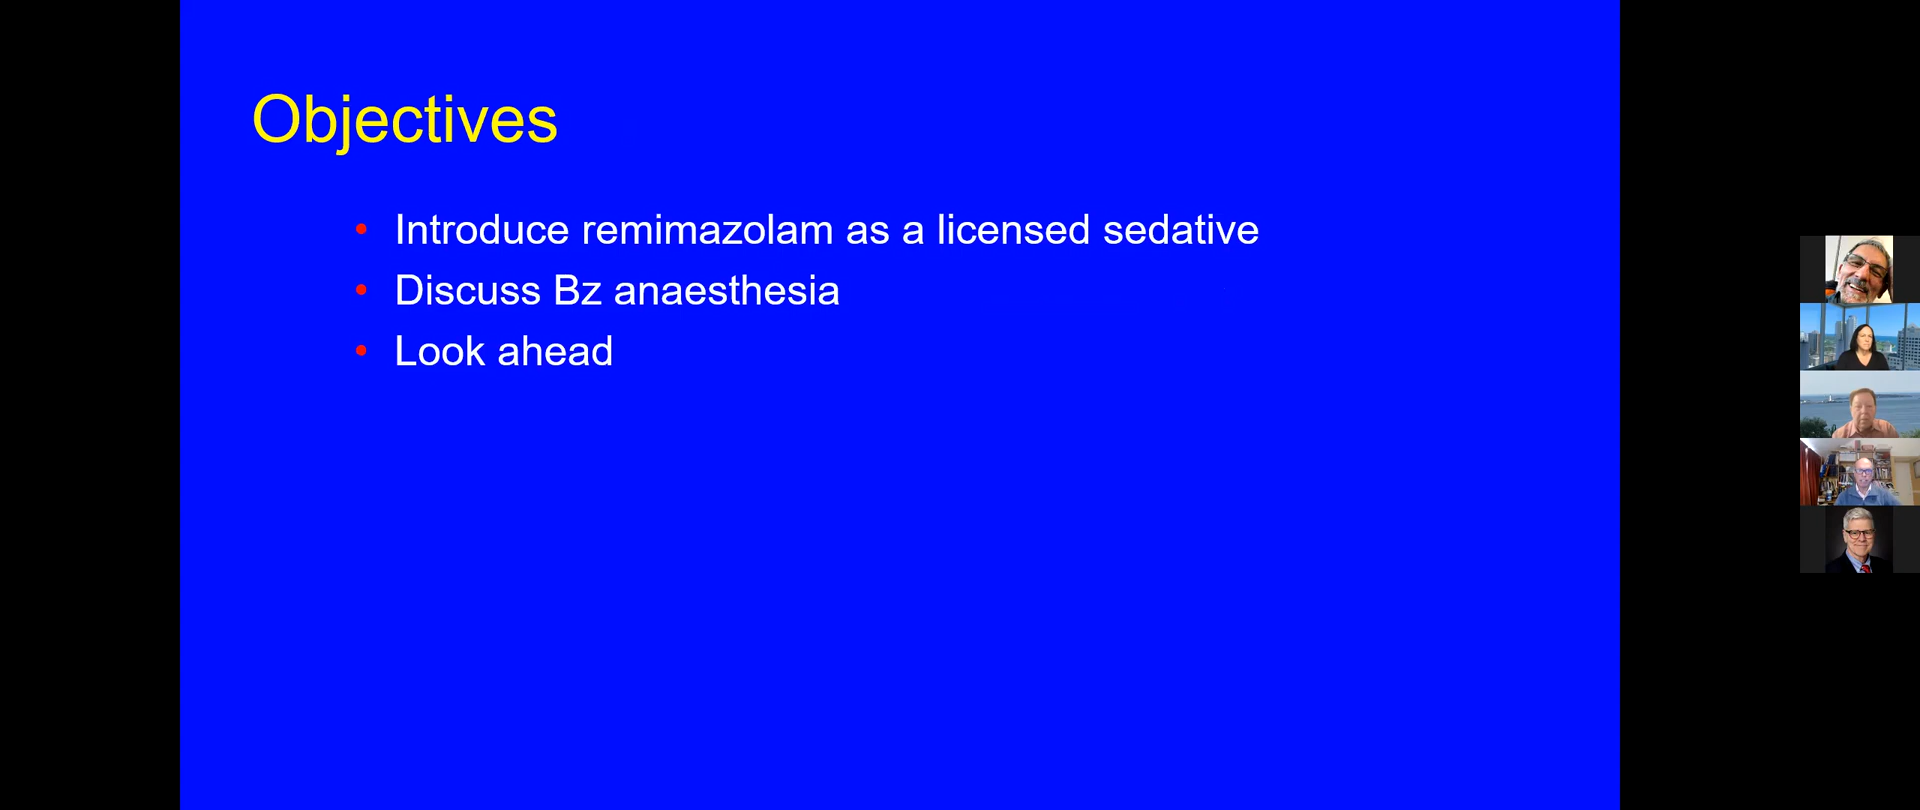 Objectives
• Introduce remimazolam as a licensed sedative
• Discuss Bz anaesthesia
• Look ahead